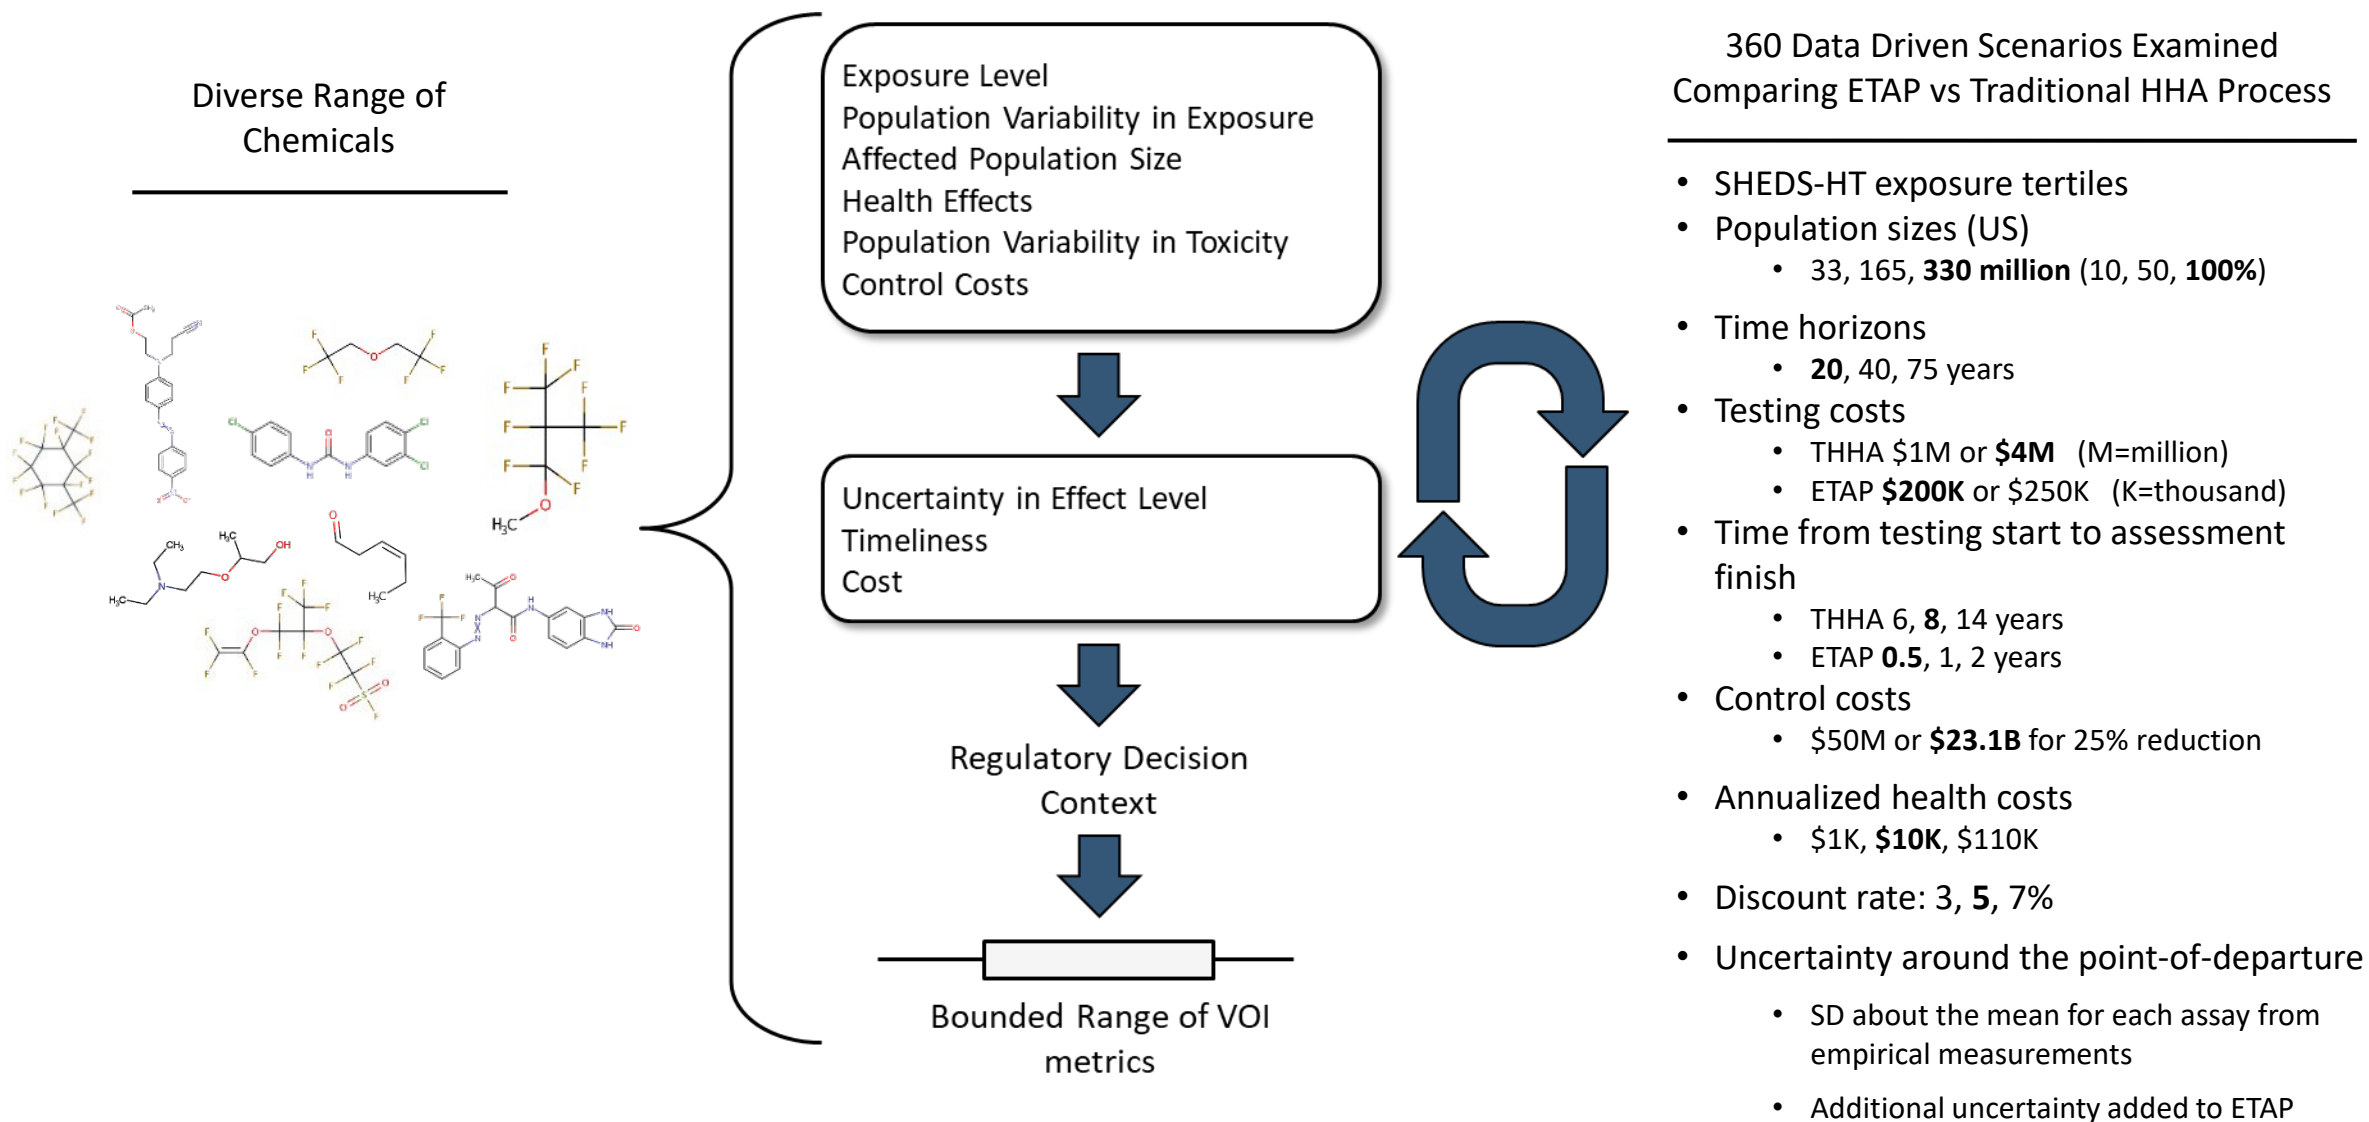 Diverse Range of
Chemicals
Exposure Level
Population Variability in Exposure
Affected Population Size
Health Effects
Population Variability in Toxicity
Control Costs
Uncertainty in Effect Level
Timeliness
Cost
Regulatory Decision
Context
Bounded Range of VOI
metrics
360 Data Driven Scenarios Examined
Comparing ETAP vs Traditional HHA Process
• SHEDS-HT exposure tertiles
• Population sizes (US)
• 33, 165, 330 million (10, 50, 100%)
• Time horizons
• 20, 40, 75 years
• Testing costs
• THHA $1M or $4M (M=million)
• ETAP $200K or $250K (K=thousand)
• Time from testing start to assessment
finish
• THHA 6, 8, 14 years
• ETAP 0.5, 1, 2 years
• Control costs
• $50M or $23.1B for 25% reduction
• Annualized health costs
• $1K, $10K, $110K
• Discount rate: 3, 5, 7%
• Uncertainty around the point-of-departure
• SD about the mean for each assay from
empirical measurements
• Additional uncertainty added to ETAP